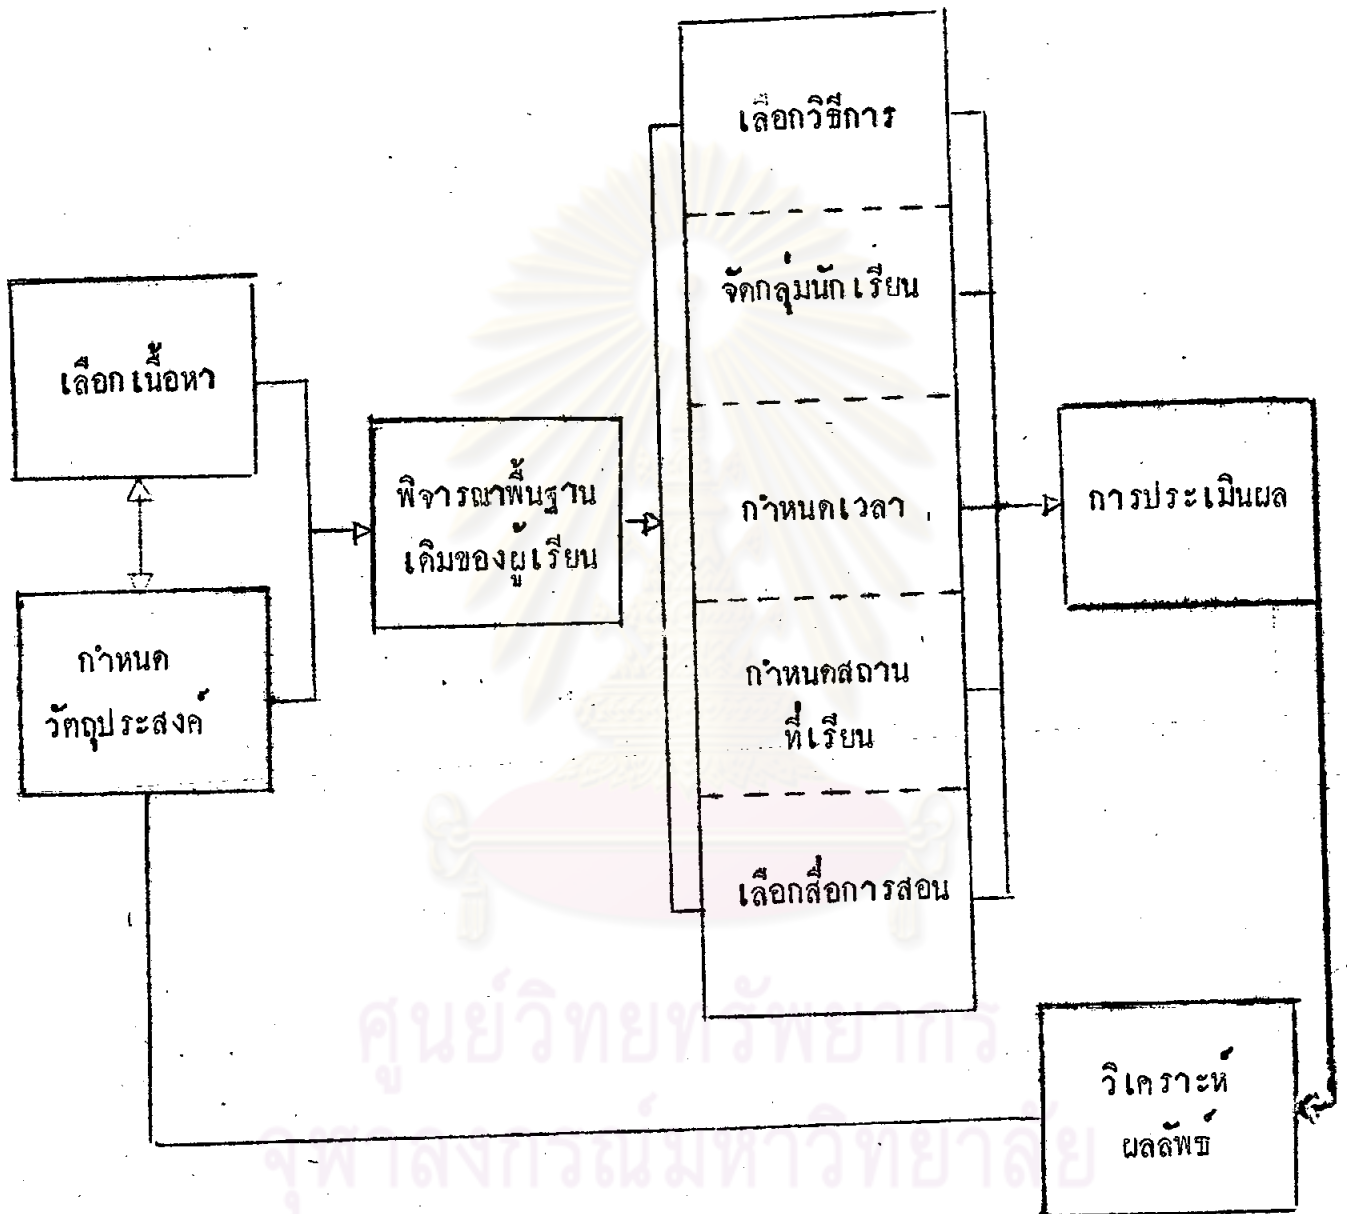 เลือกเนื้อหา
กำหนด
วัตถุประสงค์
พิจารณาพื้นฐาน
เดิมของผู้เรียน
เลือกวิธีการ
จัดกลุ่มนักเรียน
กำหนดเวลา
กำหนดสถาน
ที่เรียน
เลือกสื่อการสอน
การประเมินผล
วิเคราะห์
ผลลัพธ์
ศูนย์วิทยทรัพยากร
จุฬาลงกรณ์มหาวิทยาลัย